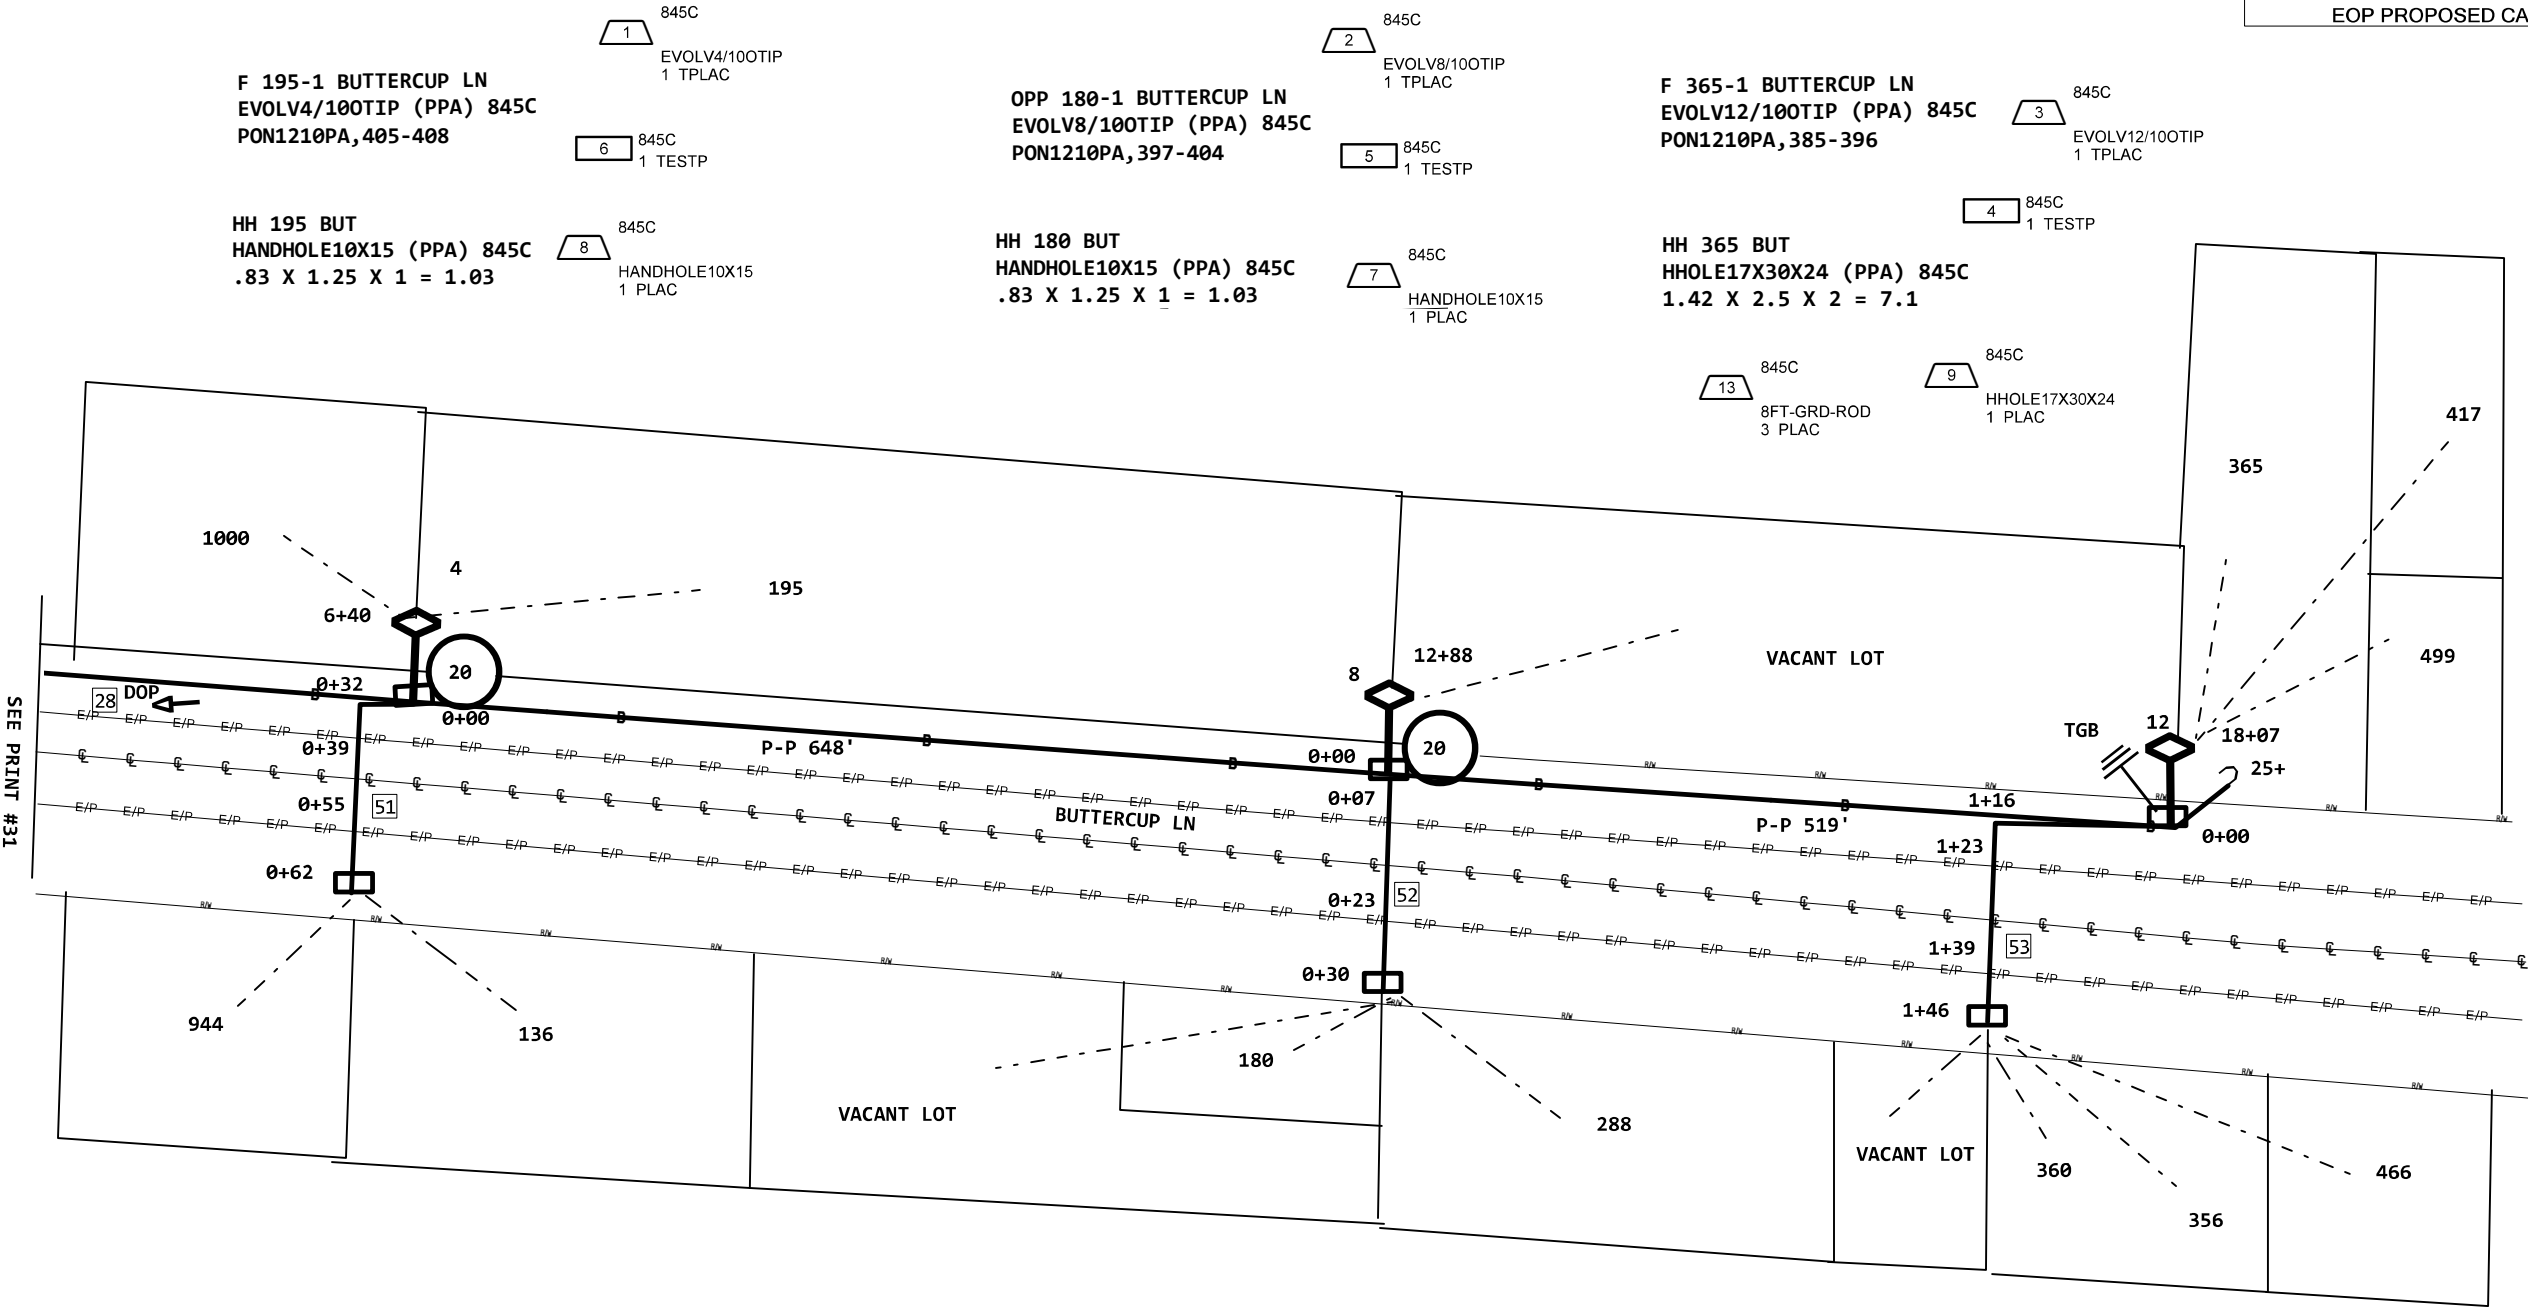 EOP PROPOSED CA
1
845C
EVOLV4/10OTIP
1 TPLAC
F 195-1 BUTTERCUP LN
EVOLV4/10OTIP (PPA) 845C
PON1210PA,405-408
6
845C
1 TESTP
HH 195 BUT
HANDHOLE10X15 (PPA) 845C
.83 X 1.25 X 1 = 1.03
8
845C
HANDHOLE10X15
1 PLAC
2
845C
EVOLV8/10OTIP
1 TPLAC
OPP 180-1 BUTTERCUP LN
EVOLV8/10OTIP (PPA) 845C
PON1210PA,397-404
5
845C
1 TESTP
HH 180 BUT
HANDHOLE10X15 (PPA) 845C
.83 X 1.25 X 1 = 1.03
7
845C
HANDHOLE10X15
1 PLAC
F 365-1 BUTTERCUP LN
EVOLV12/10OTIP (PPA) 845C
PON1210PA,385-396
3
845C
EVOLV12/10OTIP
1 TPLAC
4
845C
1 TESTP
HH 365 BUT
HHOLE17X30X24 (PPA) 845C
1.42 X 2.5 X 2 = 7.1
13
845C
8FT-GRD-ROD
3 PLAC
9
845C
HHOLE17X30X24
1 PLAC
417
365
1000
4
195
6+40
20
12+88
8
VACANT LOT
499
0+32
28
DOP
0+00
SEE PRINT #31
0+39
P-P 648'
0+00
20
TGB
12
18+07
25+
0+55
51
0+07
BUTTERCUP LN
1+16
P-P 519'
0+00
1+23
0+62
0+23
52
1+39
53
0+30
1+46
944
136
180
VACANT LOT
288
VACANT LOT
360
466
356